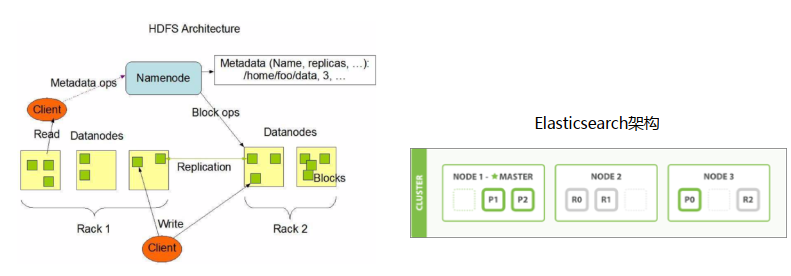 HDFS Architecture
Metadata (Name, replicas, …):
/home/foo/data, 3, …
Namenode
Metadata ops
Client
Block ops
Read
Datanodes
Datanodes
Replication
Blocks
Rack 1
Write
Rack 2
Client
Elasticsearch架构
CLUSTER
NODE 1 - ★ MASTER
P1
P2
NODE 2
R0
R1
NODE 3
P0
R2